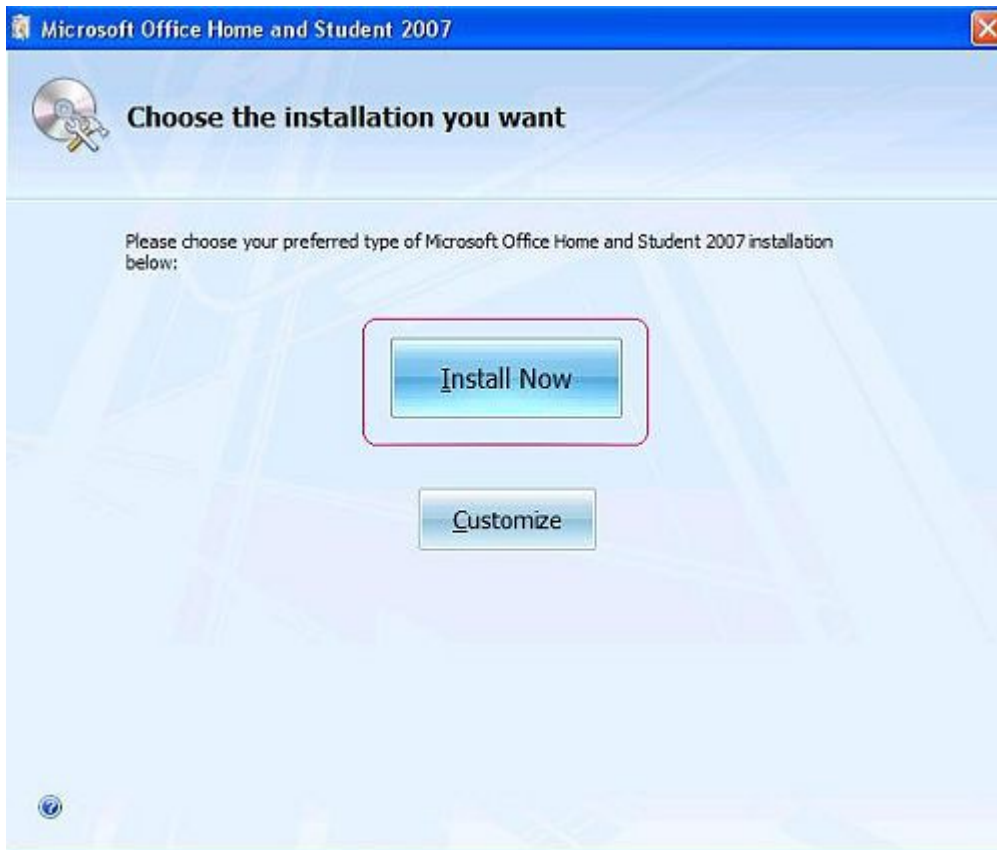 Microsoft Office Home and Student 2007
Choose the installation you want
Please choose your preferred type of Microsoft Office Home and Student 2007 installation
below:
Install Now
Customize